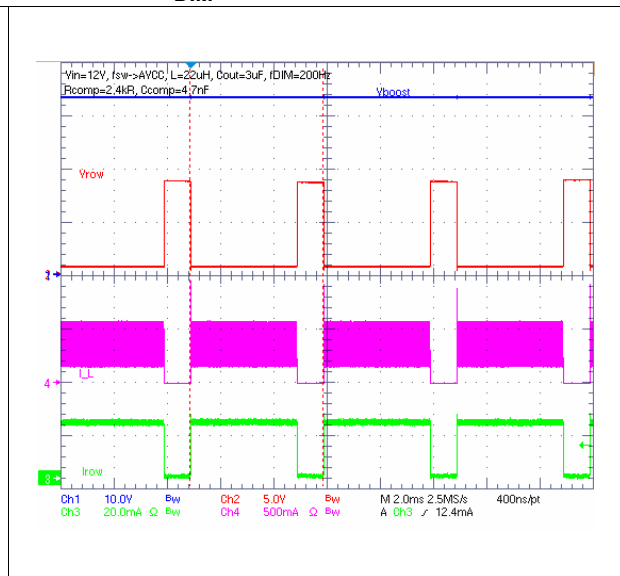 Vin=12V, fsw->AVCC, L=22uH, Cout=3uF, fDIM=200Hz
Rcomp=2.4kR, Ccomp=4.7nF
Vboost
Vrow
I_L
4
Irow
3
Ch1 10.0V Bw Ch2 5.0V Bw M 2.0ms 2.5MS/s 400ns/pt
Ch3 20.0mA Ω Bw Ch4 500mA Ω Bw A Ch3 / 12.4mA